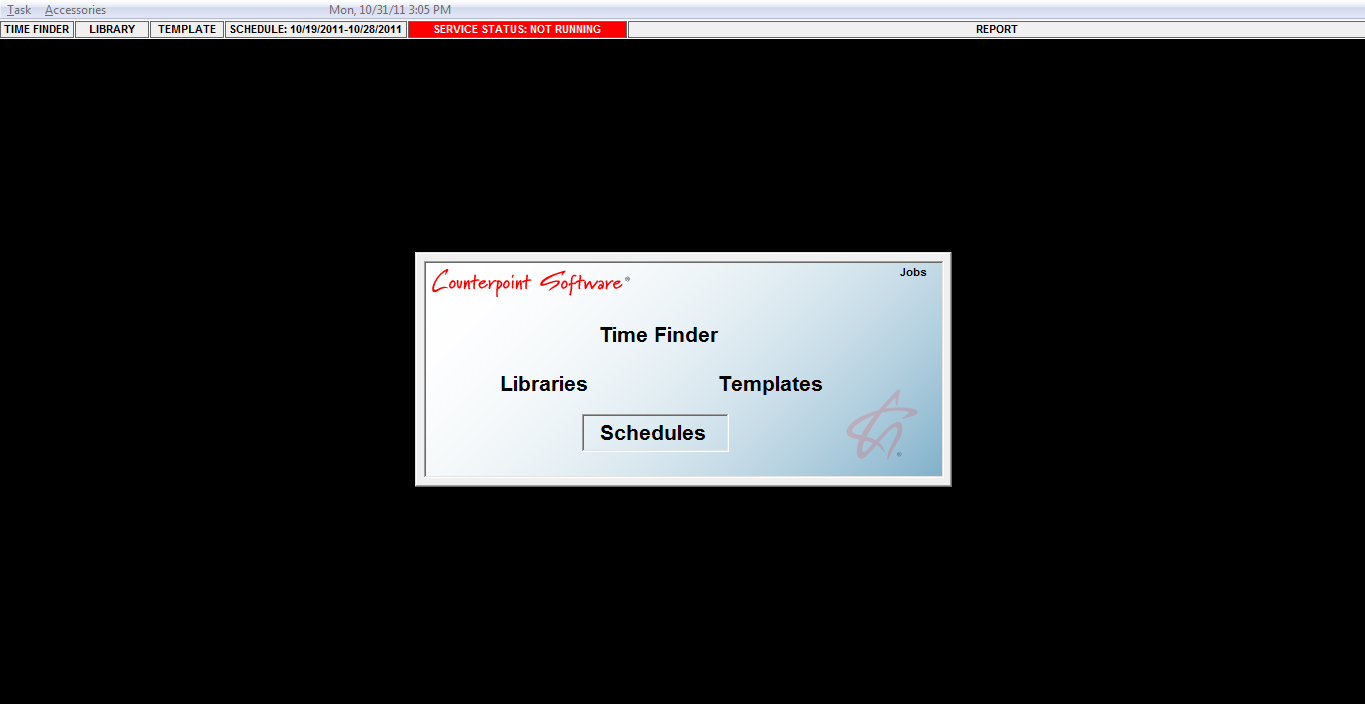 Task Accessories Mon, 10/31/11 3:05 PM
TIME FINDER LIBRARY TEMPLATE SCHEDULE: 10/19/2011-10/28/2011 SERVICE STATUS: NOT RUNNING REPORT
Counterpoint Software® Jobs
Time Finder
Libraries Templates
Schedules
®